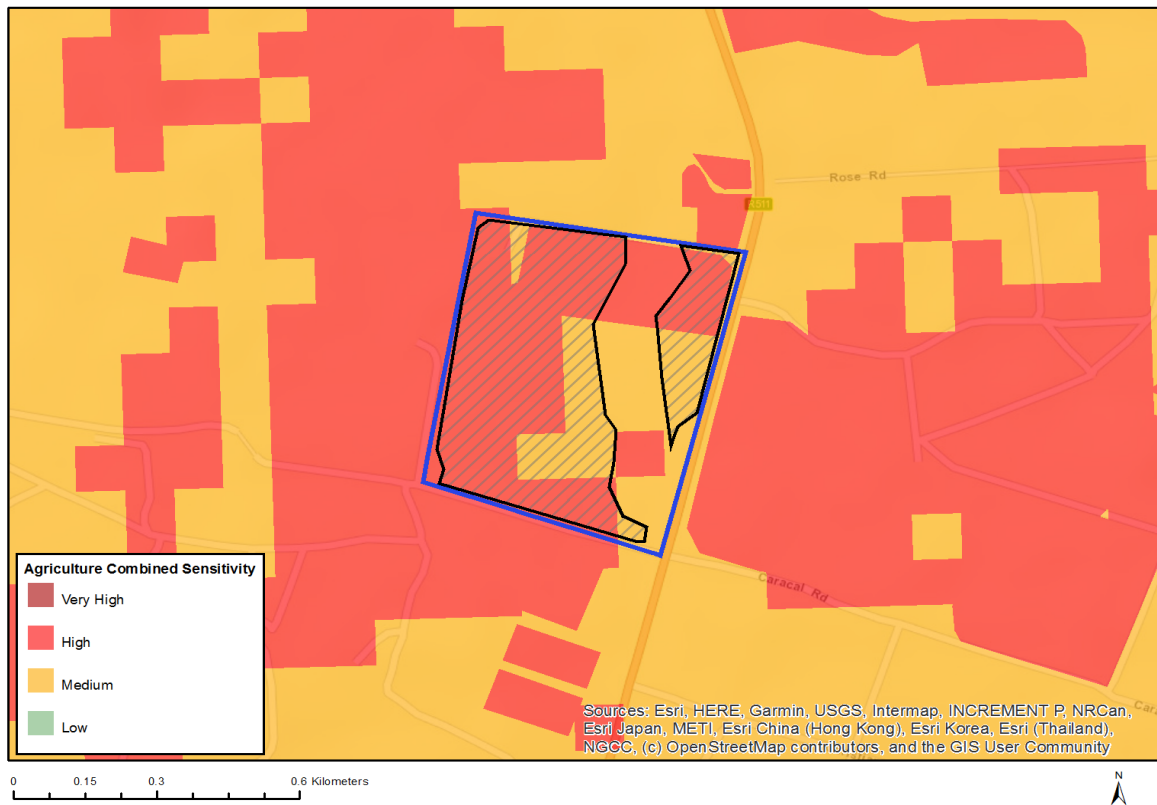 Rose Rd
R511
Caracal Rd
Agriculture Combined Sensitivity
Very High
High
Medium
Low
Sources: Esri, HERE, Garmin, USGS, Intermap, INCREMENT P, NRCan,
Esri Japan, METI, Esri China (Hong Kong), Esri Korea, Esri (Thailand),
NGCC, (c) OpenStreetMap contributors, and the GIS User Community
0 0.15 0.3 0.6 Kilometers
N